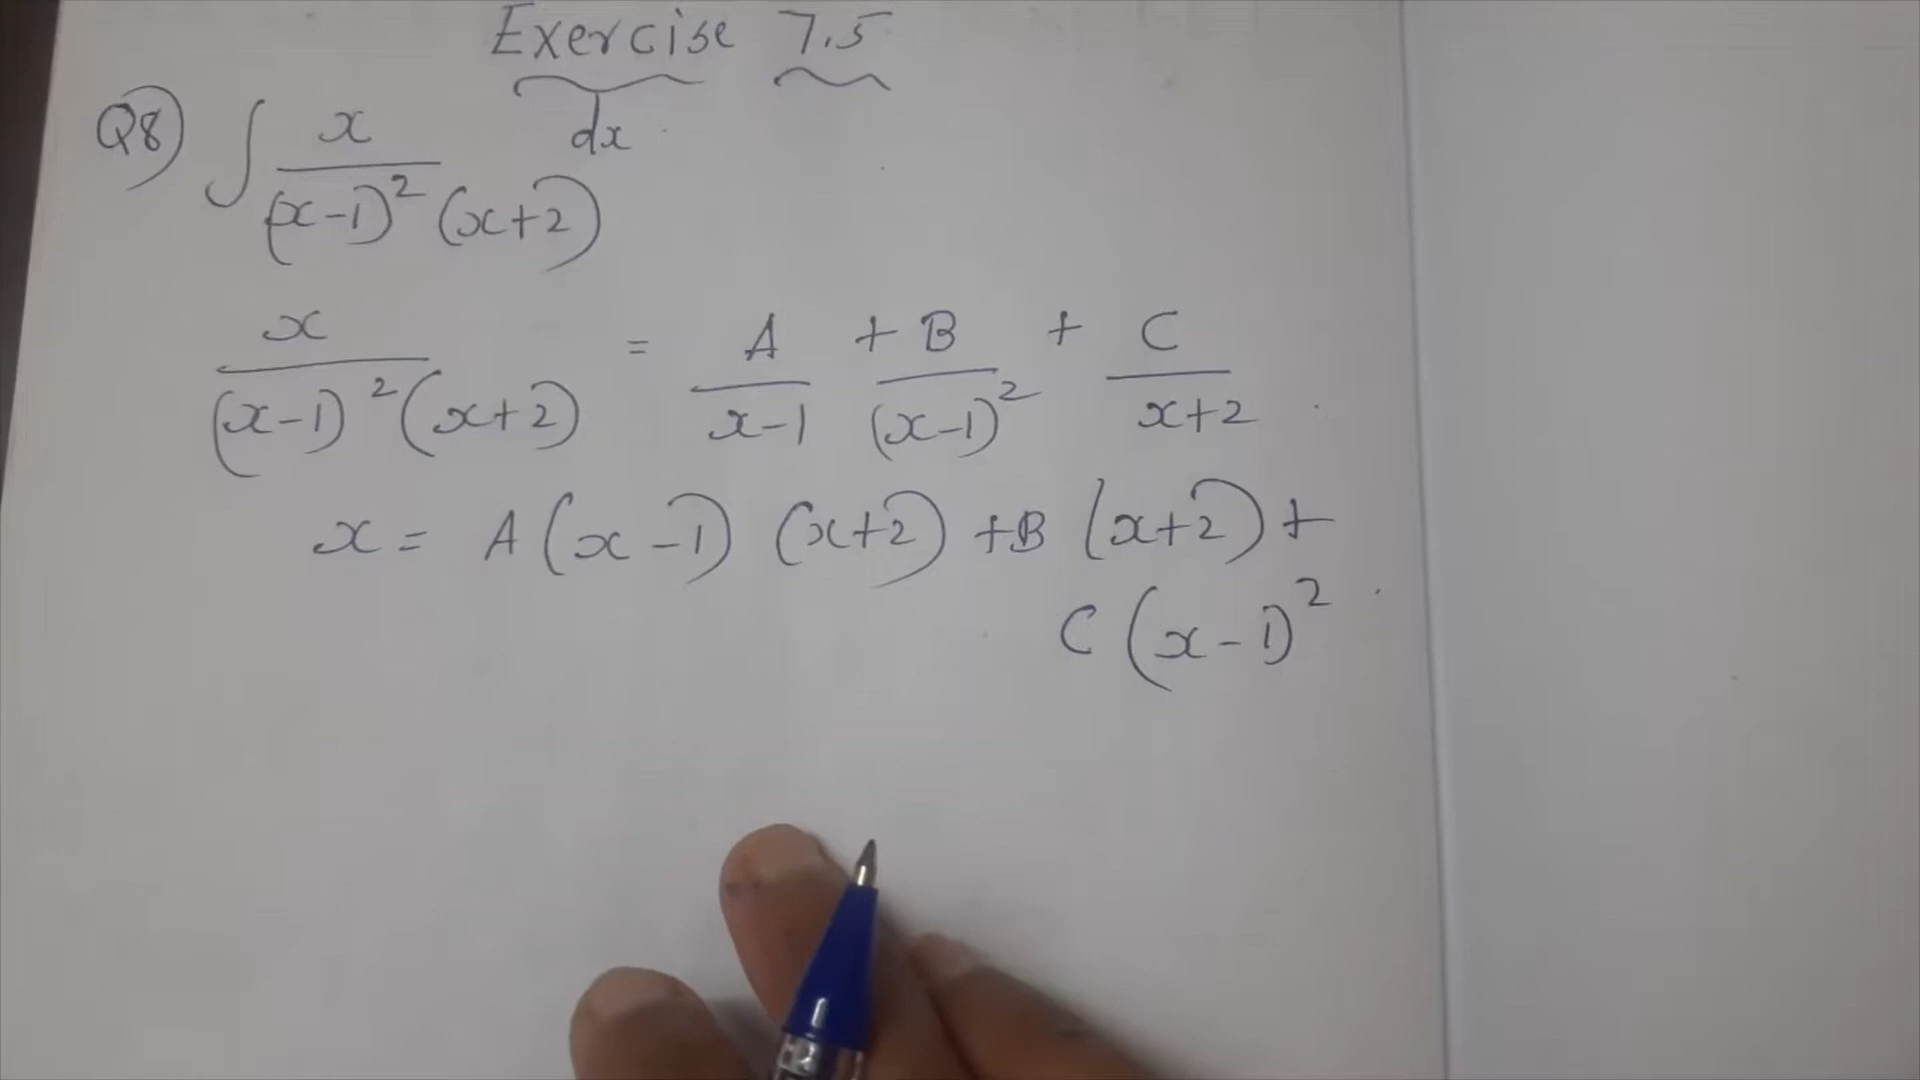 Exercise 7.5
Q8) ∫ x/((x-1)²(x+2)) dx
x/((x-1)²(x+2)) = A/(x-1) + B/(x-1)² + C/(x+2)
x = A(x-1)(x+2) + B(x+2) +
C(x-1)²